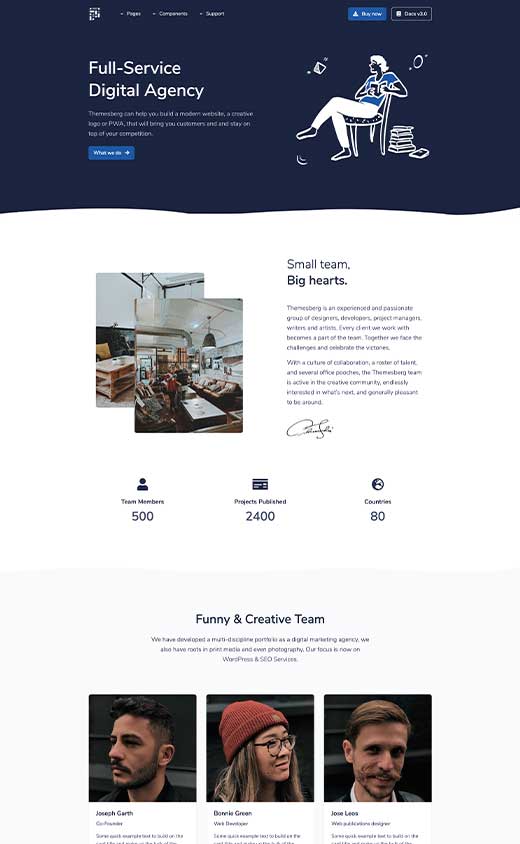 Pages
Components
Support
Buy now
Docs v3.0
Full-Service
Digital Agency
Themesberg can help you build a modern website, a creative
logo or PWA, that will bring you customers and and stay on
top of your competition.
What we do
Small team,
Big hearts.
Themesberg is an experienced and passionate
group of designers, developers, project managers,
writers and artists. Every client we work with
becomes a part of the team. Together we face the
challenges and celebrate the victories.
With a culture of collaboration, a roster of talent,
and several office pooches, the Themesberg team
is active in the creative community, endlessly
interested in what's next, and generally pleasant
to be around.
Team Members
500
Projects Published
2400
Countries
80
Funny & Creative Team
We have developed a multi-discipline portfolio as a digital marketing agency, we
also have roots in print media and even photography. Our focus is now on
WordPress & SEO Services.
Joseph Garth
Co-Founder
Some quick example text to build on the
Bonnie Green
Web Developer
Some quick example text to build on the
Jose Leos
Web publications designer
Some quick example text to build on the